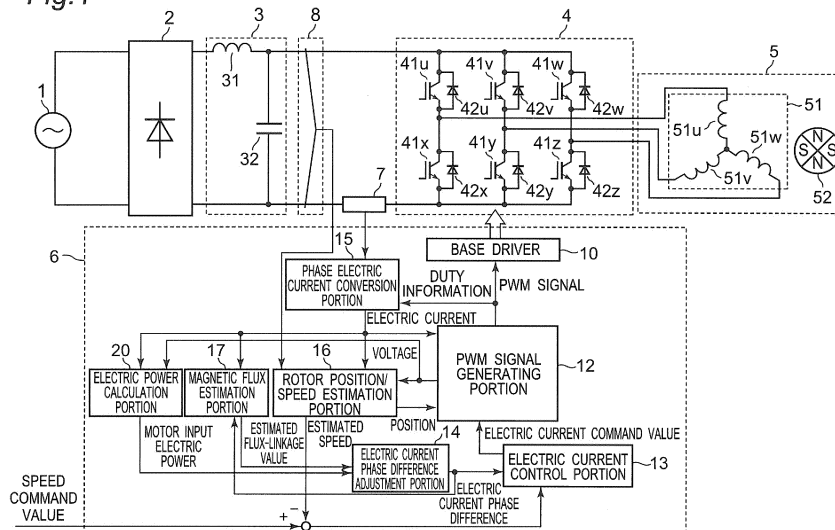 Fig.1
2
3
8
4
5
1
31
32
41u
41v
41w
42u
42v
42w
41x
41y
41z
42x
42y
42z
51
51u
51w
51v
N
S
S
N
52
7
6
15
BASE DRIVER
10
PHASE ELECTRIC
CURRENT CONVERSION
PORTION
DUTY
INFORMATION
PWM SIGNAL
ELECTRIC CURRENT
VOLTAGE
20
17
16
ELECTRIC POWER
CALCULATION
PORTION
MAGNETIC FLUX
ESTIMATION
PORTION
ROTOR POSITION/
SPEED ESTIMATION
PORTION
PWM SIGNAL
GENERATING
PORTION
12
MOTOR INPUT
ELECTRIC
POWER
ESTIMATED
FLUX-LINKAGE
VALUE
ESTIMATED
SPEED
POSITION
14
ELECTRIC CURRENT
PHASE DIFFERENCE
ADJUSTMENT PORTION
ELECTRIC CURRENT COMMAND VALUE
ELECTRIC CURRENT
CONTROL PORTION
13
ELECTRIC
CURRENT PHASE
DIFFERENCE
SPEED
COMMAND
VALUE
+
−